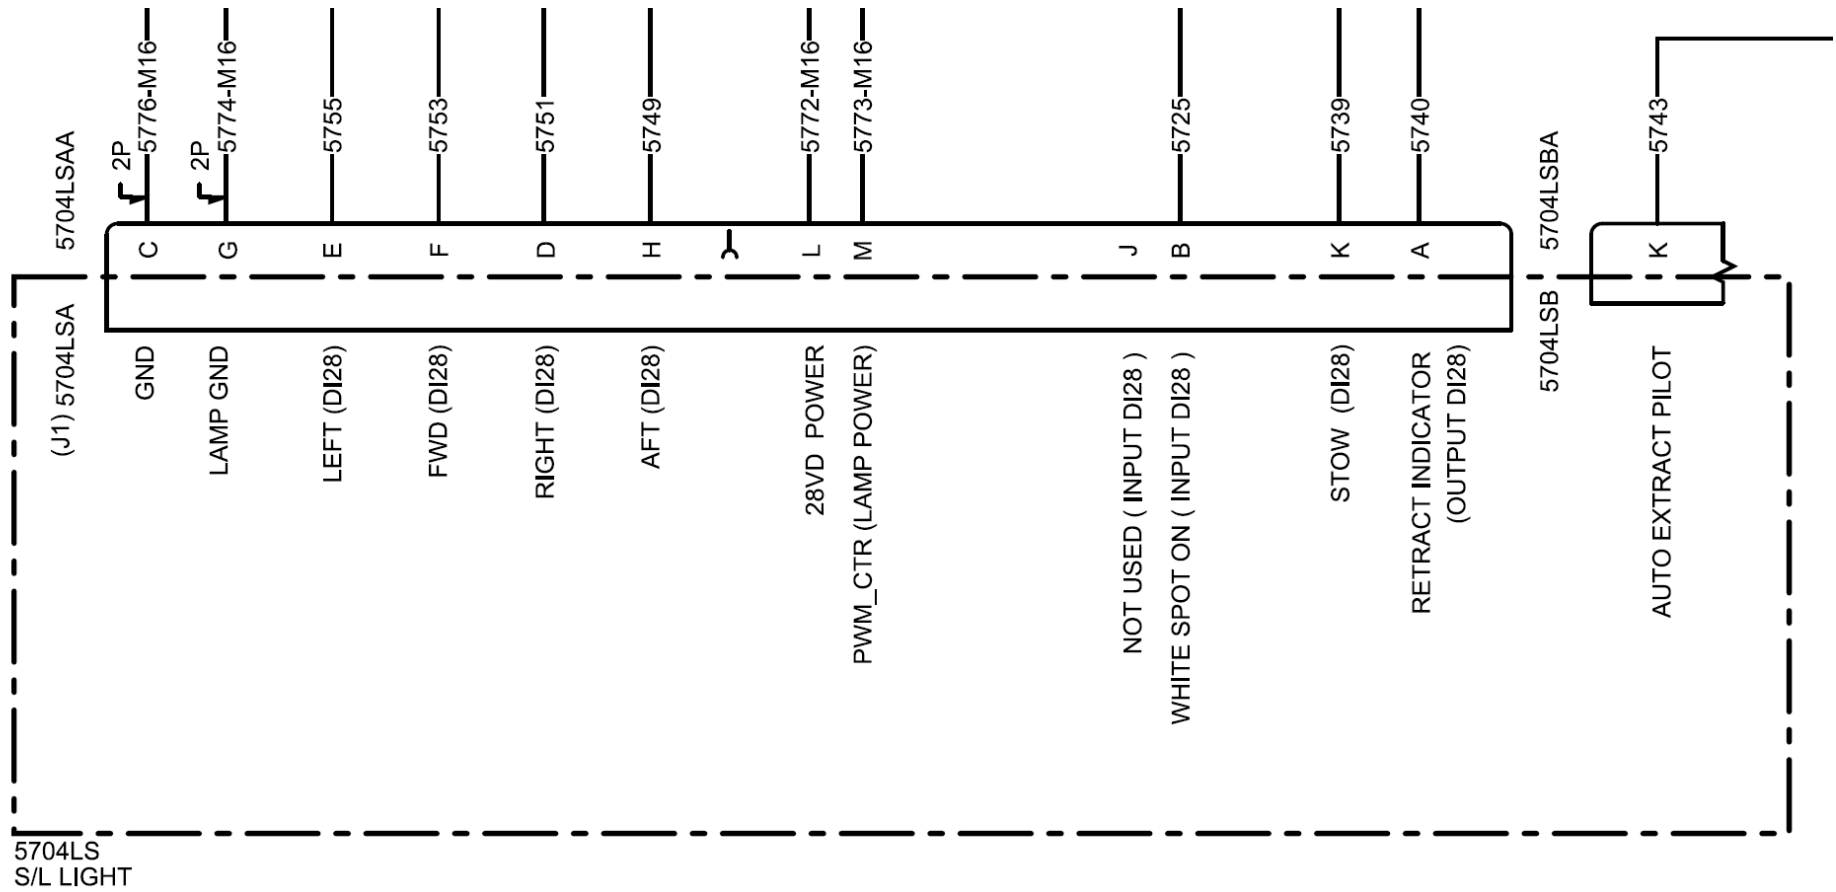 5776-M16
5774-M16
5755
5753
5751
5749
5772-M16
5773-M16
5725
5739
5740
5743
5704LSAA
2P
2P
5704LSBA
C
G
E
F
D
H
L
M
J
B
K
A
K
(J1) 5704LSA
5704LSB
GND
LAMP GND
LEFT (DI28)
FWD (DI28)
RIGHT (DI28)
AFT (DI28)
28VD POWER
PWM_CTR (LAMP POWER)
NOT USED ( INPUT DI28 )
WHITE SPOT ON ( INPUT DI28 )
STOW (DI28)
RETRACT INDICATOR
(OUTPUT DI28)
AUTO EXTRACT PILOT
5704LS
S/L LIGHT